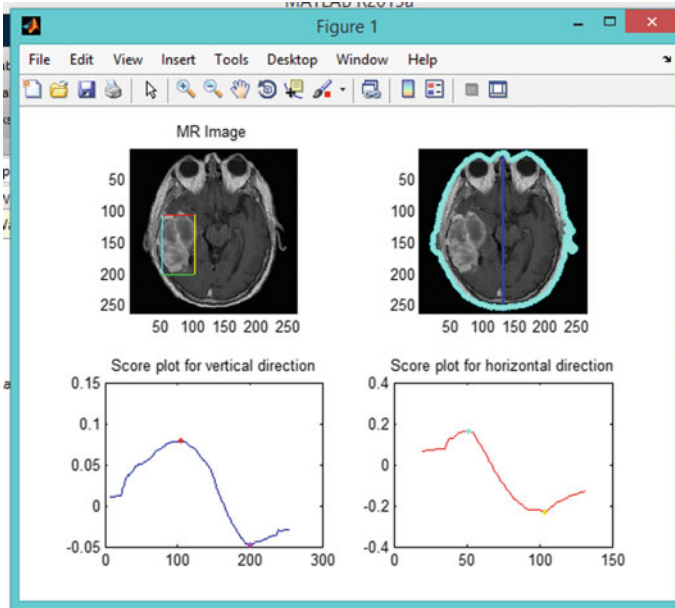 MATLAB R2015a
Figure 1
File Edit View Insert Tools Desktop Window Help
MR Image
50
100
150
200
250
50 100 150 200 250
50
100
150
200
250
50 100 150 200 250
Score plot for vertical direction
0.15
0.1
0.05
0
-0.05
0 100 200 300
Score plot for horizontal direction
0.4
0.2
0
-0.2
-0.4
0 50 100 150